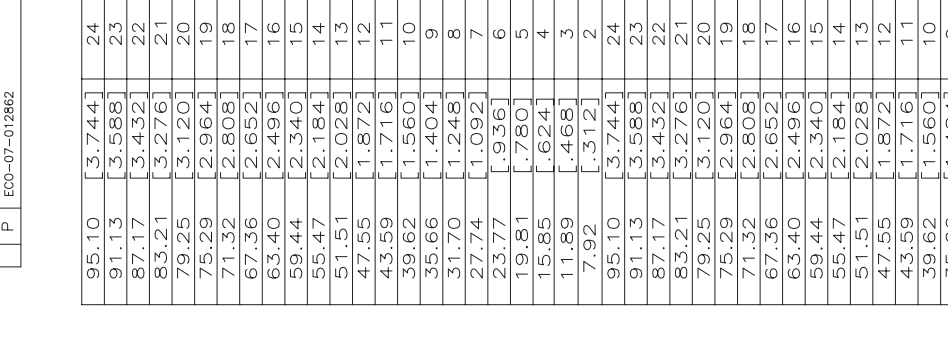 P ECO-07-012862
95.10 [3.744] 24
91.13 [3.588] 23
87.17 [3.432] 22
83.21 [3.276] 21
79.25 [3.120] 20
75.29 [2.964] 19
71.32 [2.808] 18
67.36 [2.652] 17
63.40 [2.496] 16
59.44 [2.340] 15
55.47 [2.184] 14
51.51 [2.028] 13
47.55 [1.872] 12
43.59 [1.716] 11
39.62 [1.560] 10
35.66 [1.404] 9
31.70 [1.248] 8
27.74 [1.092] 7
23.77 [.936] 6
19.81 [.780] 5
15.85 [.624] 4
11.89 [.468] 3
7.92 [.312] 2
95.10 [3.744] 24
91.13 [3.588] 23
87.17 [3.432] 22
83.21 [3.276] 21
79.25 [3.120] 20
75.29 [2.964] 19
71.32 [2.808] 18
67.36 [2.652] 17
63.40 [2.496] 16
59.44 [2.340] 15
55.47 [2.184] 14
51.51 [2.028] 13
47.55 [1.872] 12
43.59 [1.716] 11
39.62 [1.560] 10